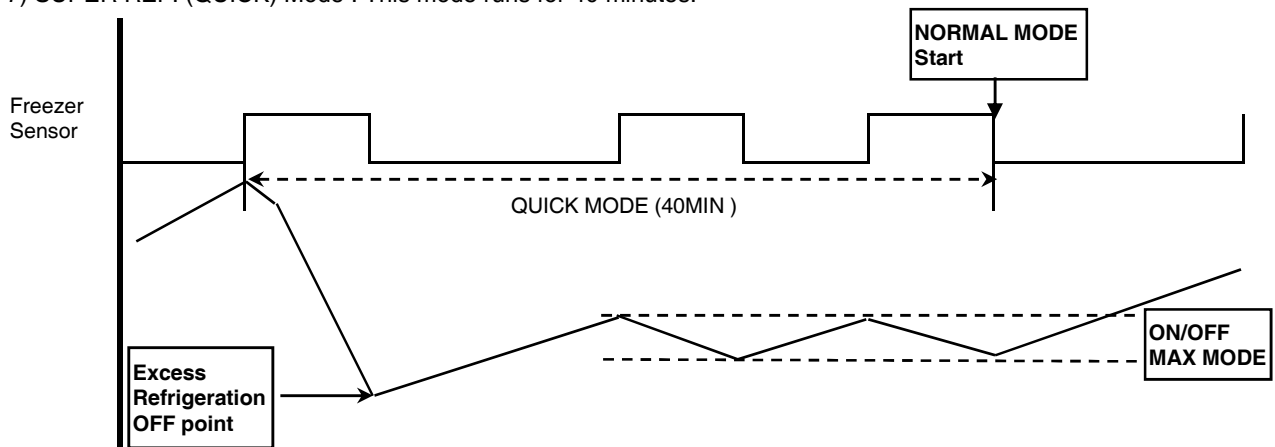 7) SUPER REFI (QUICK) Mode : This mode runs for 40 minutes.
NORMAL MODE
Start
Freezer
Sensor
QUICK MODE (40MIN )
ON/OFF
MAX MODE
Excess
Refrigeration
OFF point